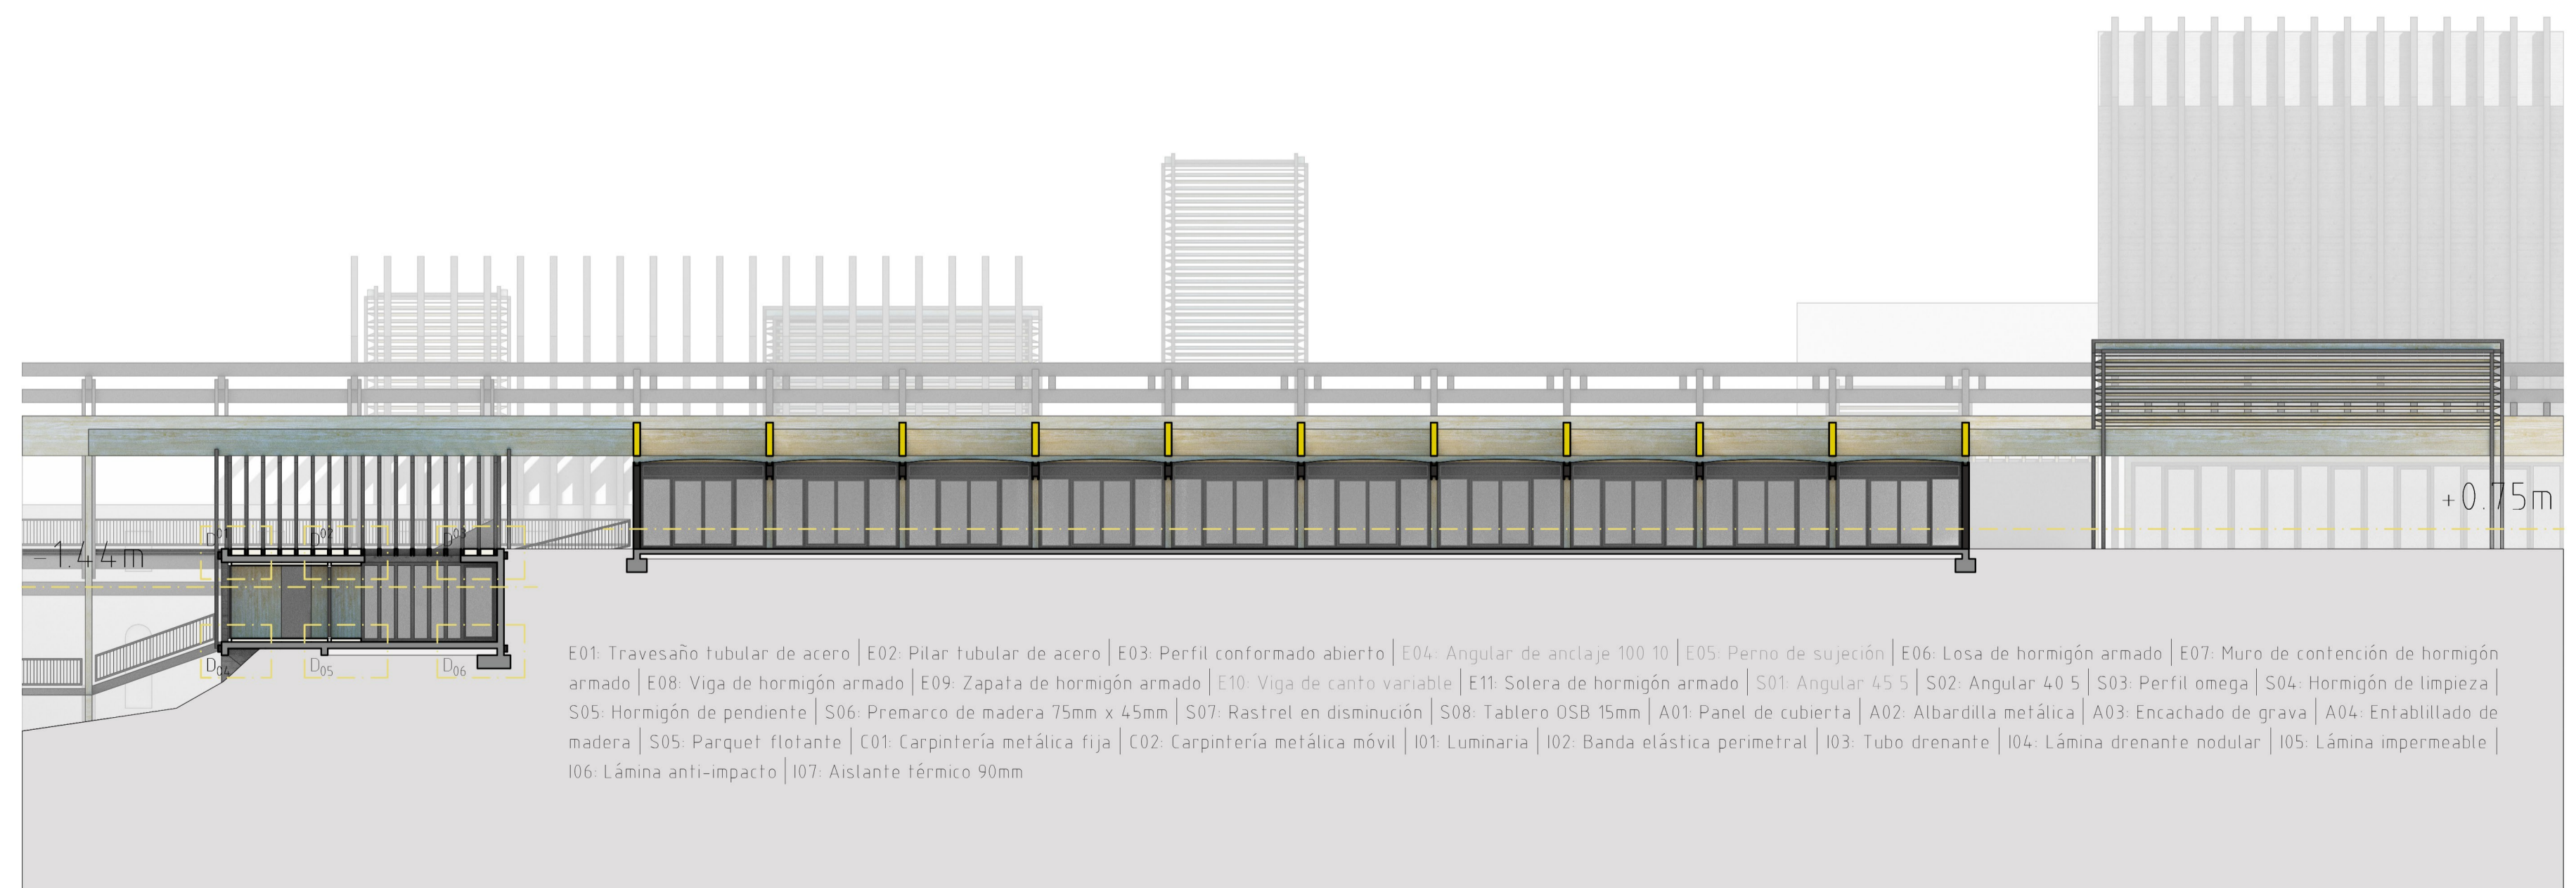 +0.75m
D01 D02 D03
-1.44m
D04 D05 D06
E01: Travesaño tubular de acero | E02: Pilar tubular de acero | E03: Perfil conformado abierto | E04: Angular de anclaje 100 10 | E05: Perno de sujeción | E06: Losa de hormigón armado | E07: Muro de contención de hormigón
armado | E08: Viga de hormigón armado | E09: Zapata de hormigón armado | E10: Viga de canto variable | E11: Solera de hormigón armado | S01: Angular 45 5 | S02: Angular 40 5 | S03: Perfil omega | S04: Hormigón de limpieza |
S05: Hormigón de pendiente | S06: Premarco de madera 75mm x 45mm | S07: Rastrel en disminución | S08: Tablero OSB 15mm | A01: Panel de cubierta | A02: Albardilla metálica | A03: Encachado de grava | A04: Entablillado de
madera | S05: Parquet flotante | C01: Carpintería metálica fija | C02: Carpintería metálica móvil | I01: Luminaria | I02: Banda elástica perimetral | I03: Tubo drenante | I04: Lámina drenante nodular | I05: Lámina impermeable |
I06: Lámina anti-impacto | I07: Aislante térmico 90mm